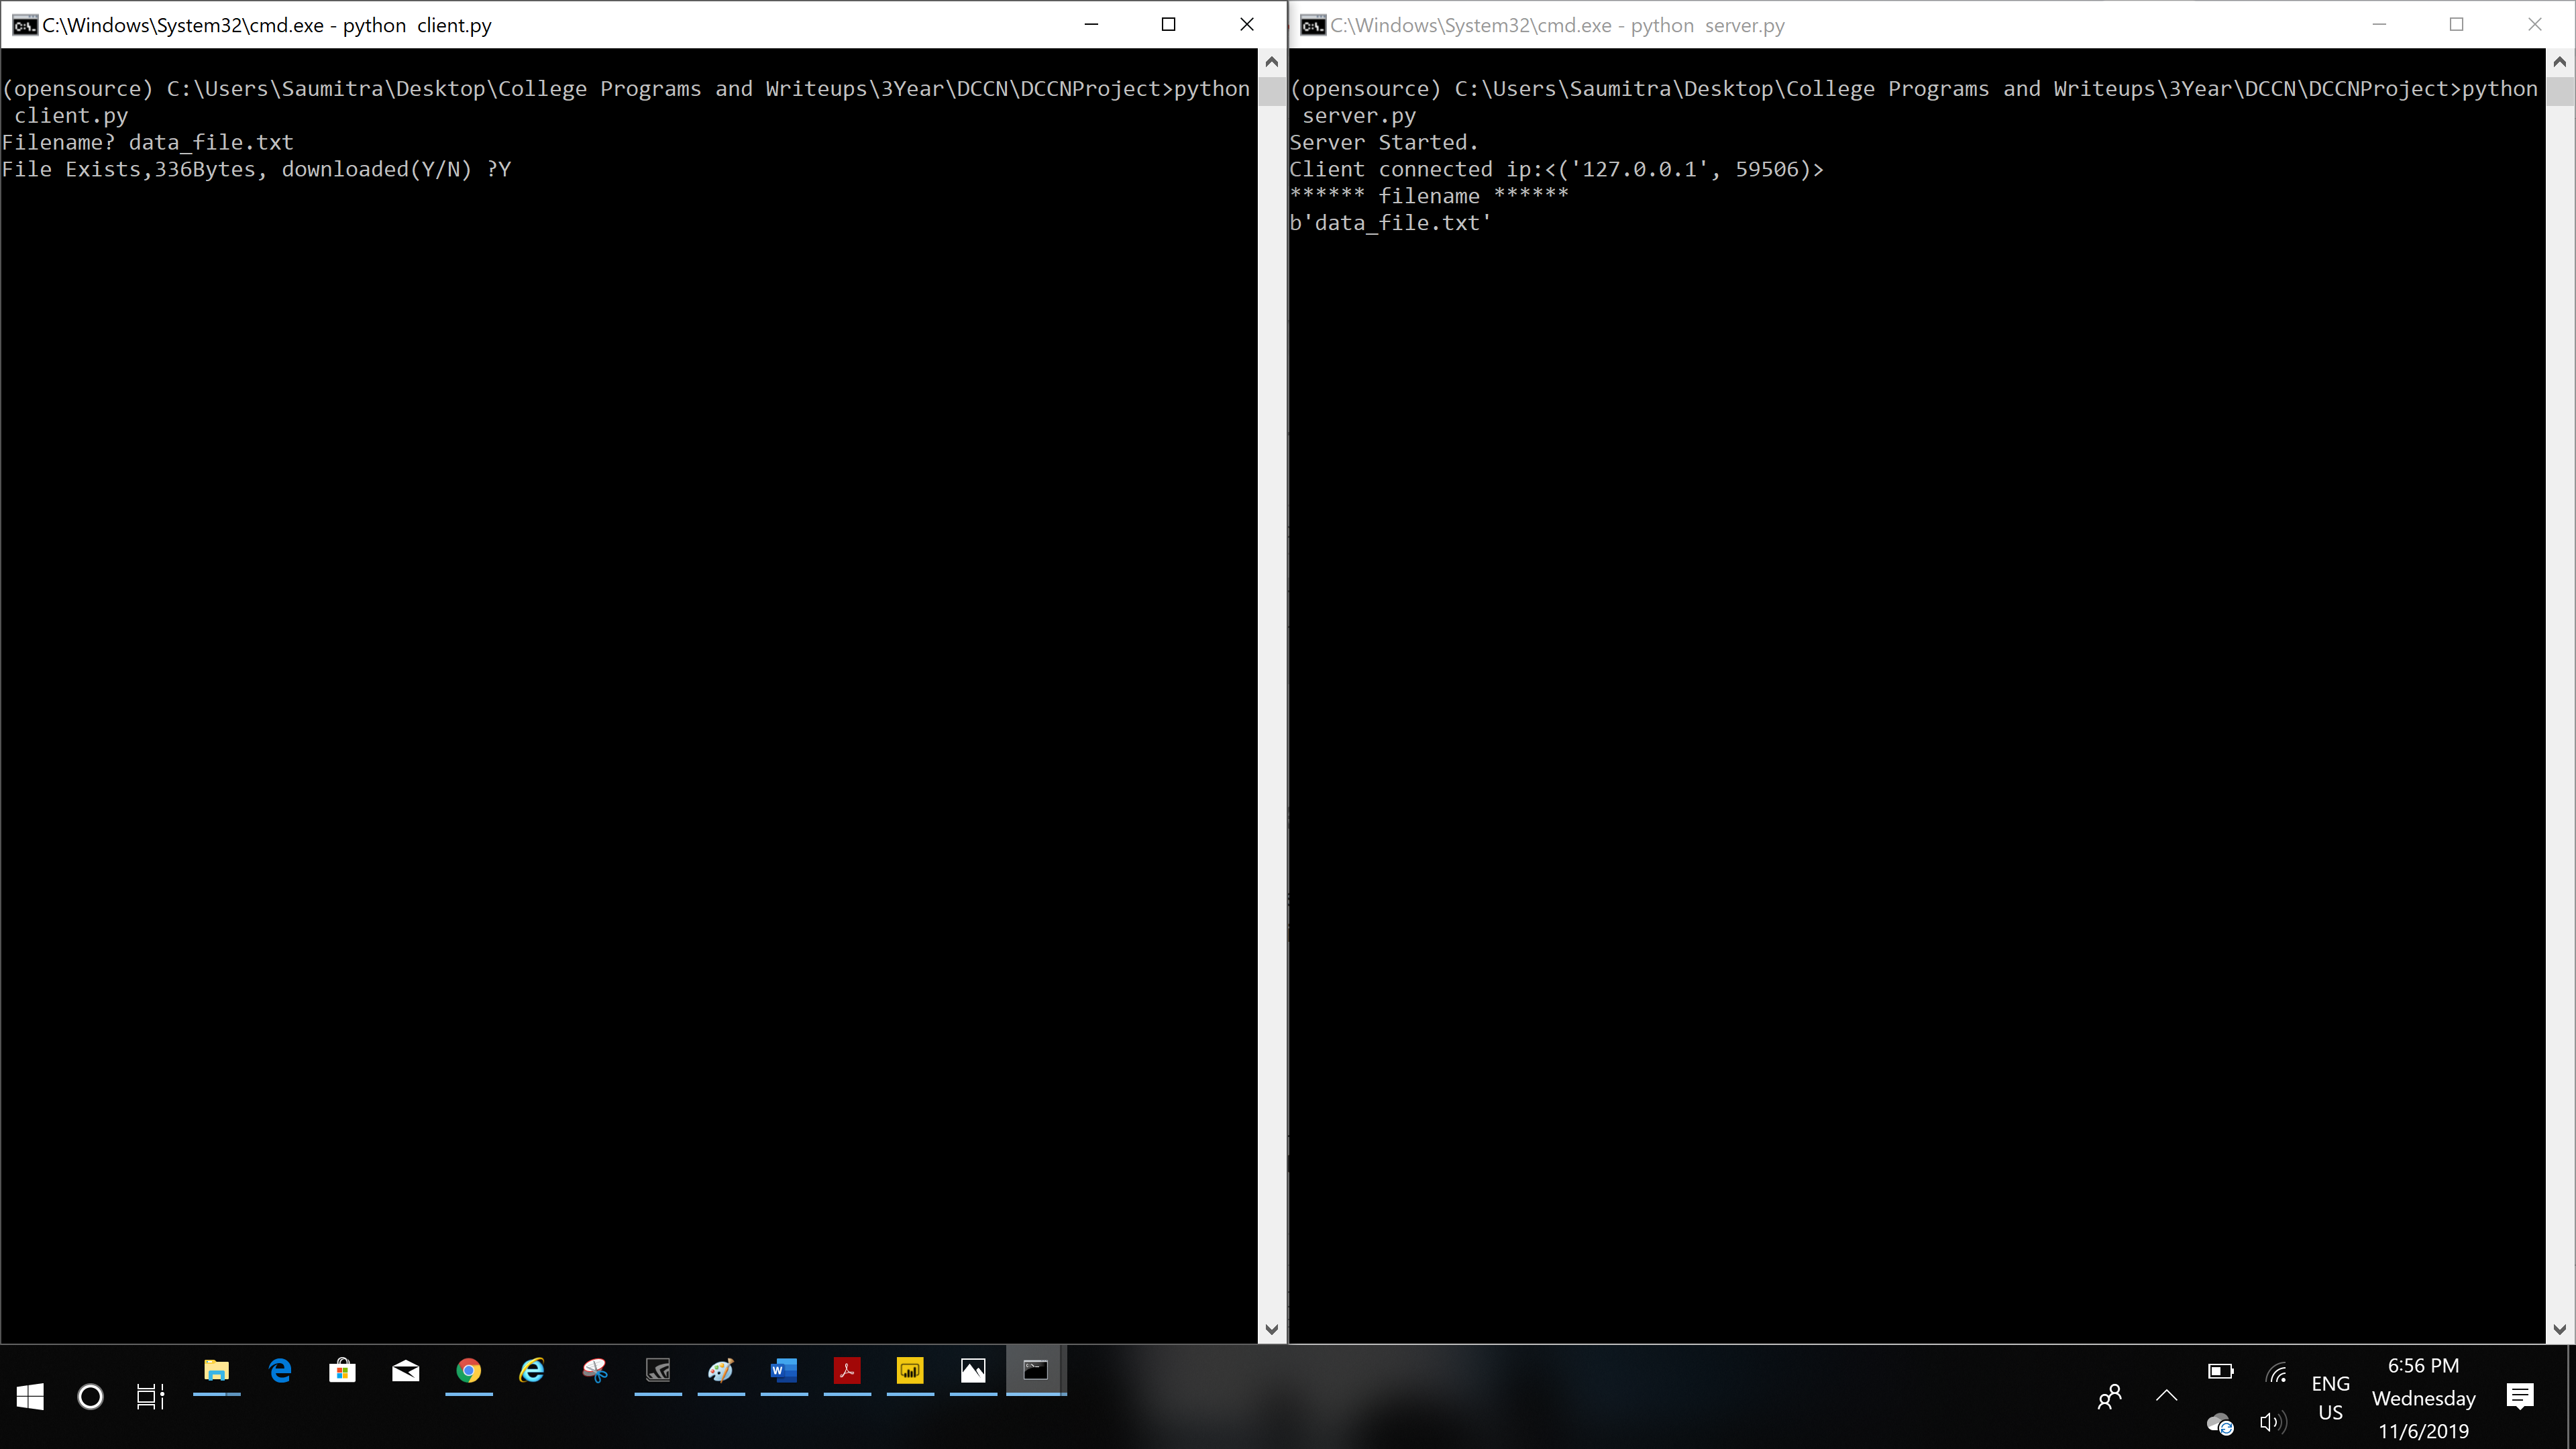 C:\Windows\System32\cmd.exe - python  client.py
(opensource) C:\Users\Saumitra\Desktop\College Programs and Writeups\3Year\DCCN\DCCNProject>python
 client.py
Filename? data_file.txt
File Exists,336Bytes, downloaded(Y/N) ?Y
C:\Windows\System32\cmd.exe - python  server.py
(opensource) C:\Users\Saumitra\Desktop\College Programs and Writeups\3Year\DCCN\DCCNProject>python
 server.py
Server Started.
Client connected ip:<('127.0.0.1', 59506)>
****** filename ******
b'data_file.txt'
ENG
US
6:56 PM
Wednesday
11/6/2019